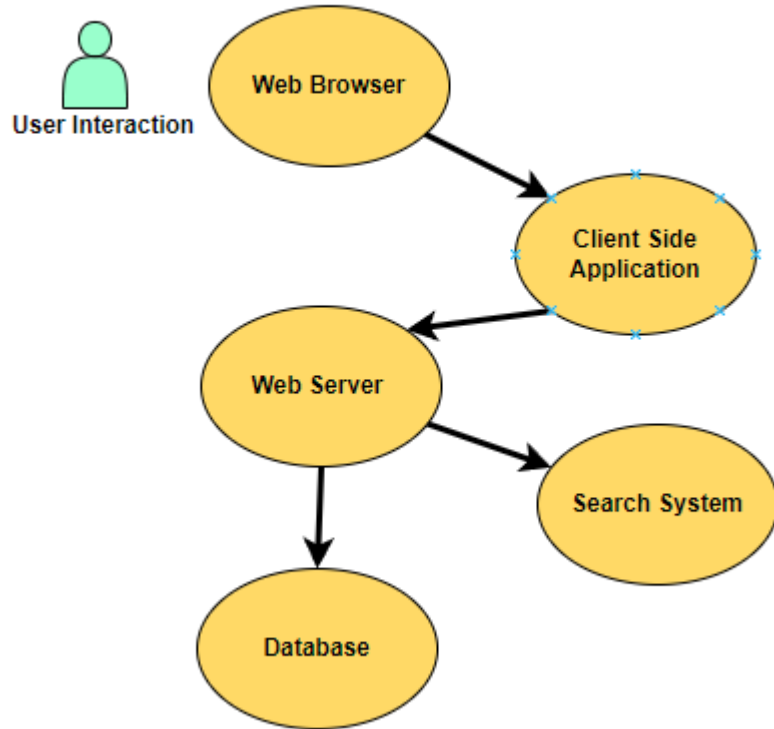 Web Browser
User Interaction
Client Side
Application
Web Server
Search System
Database